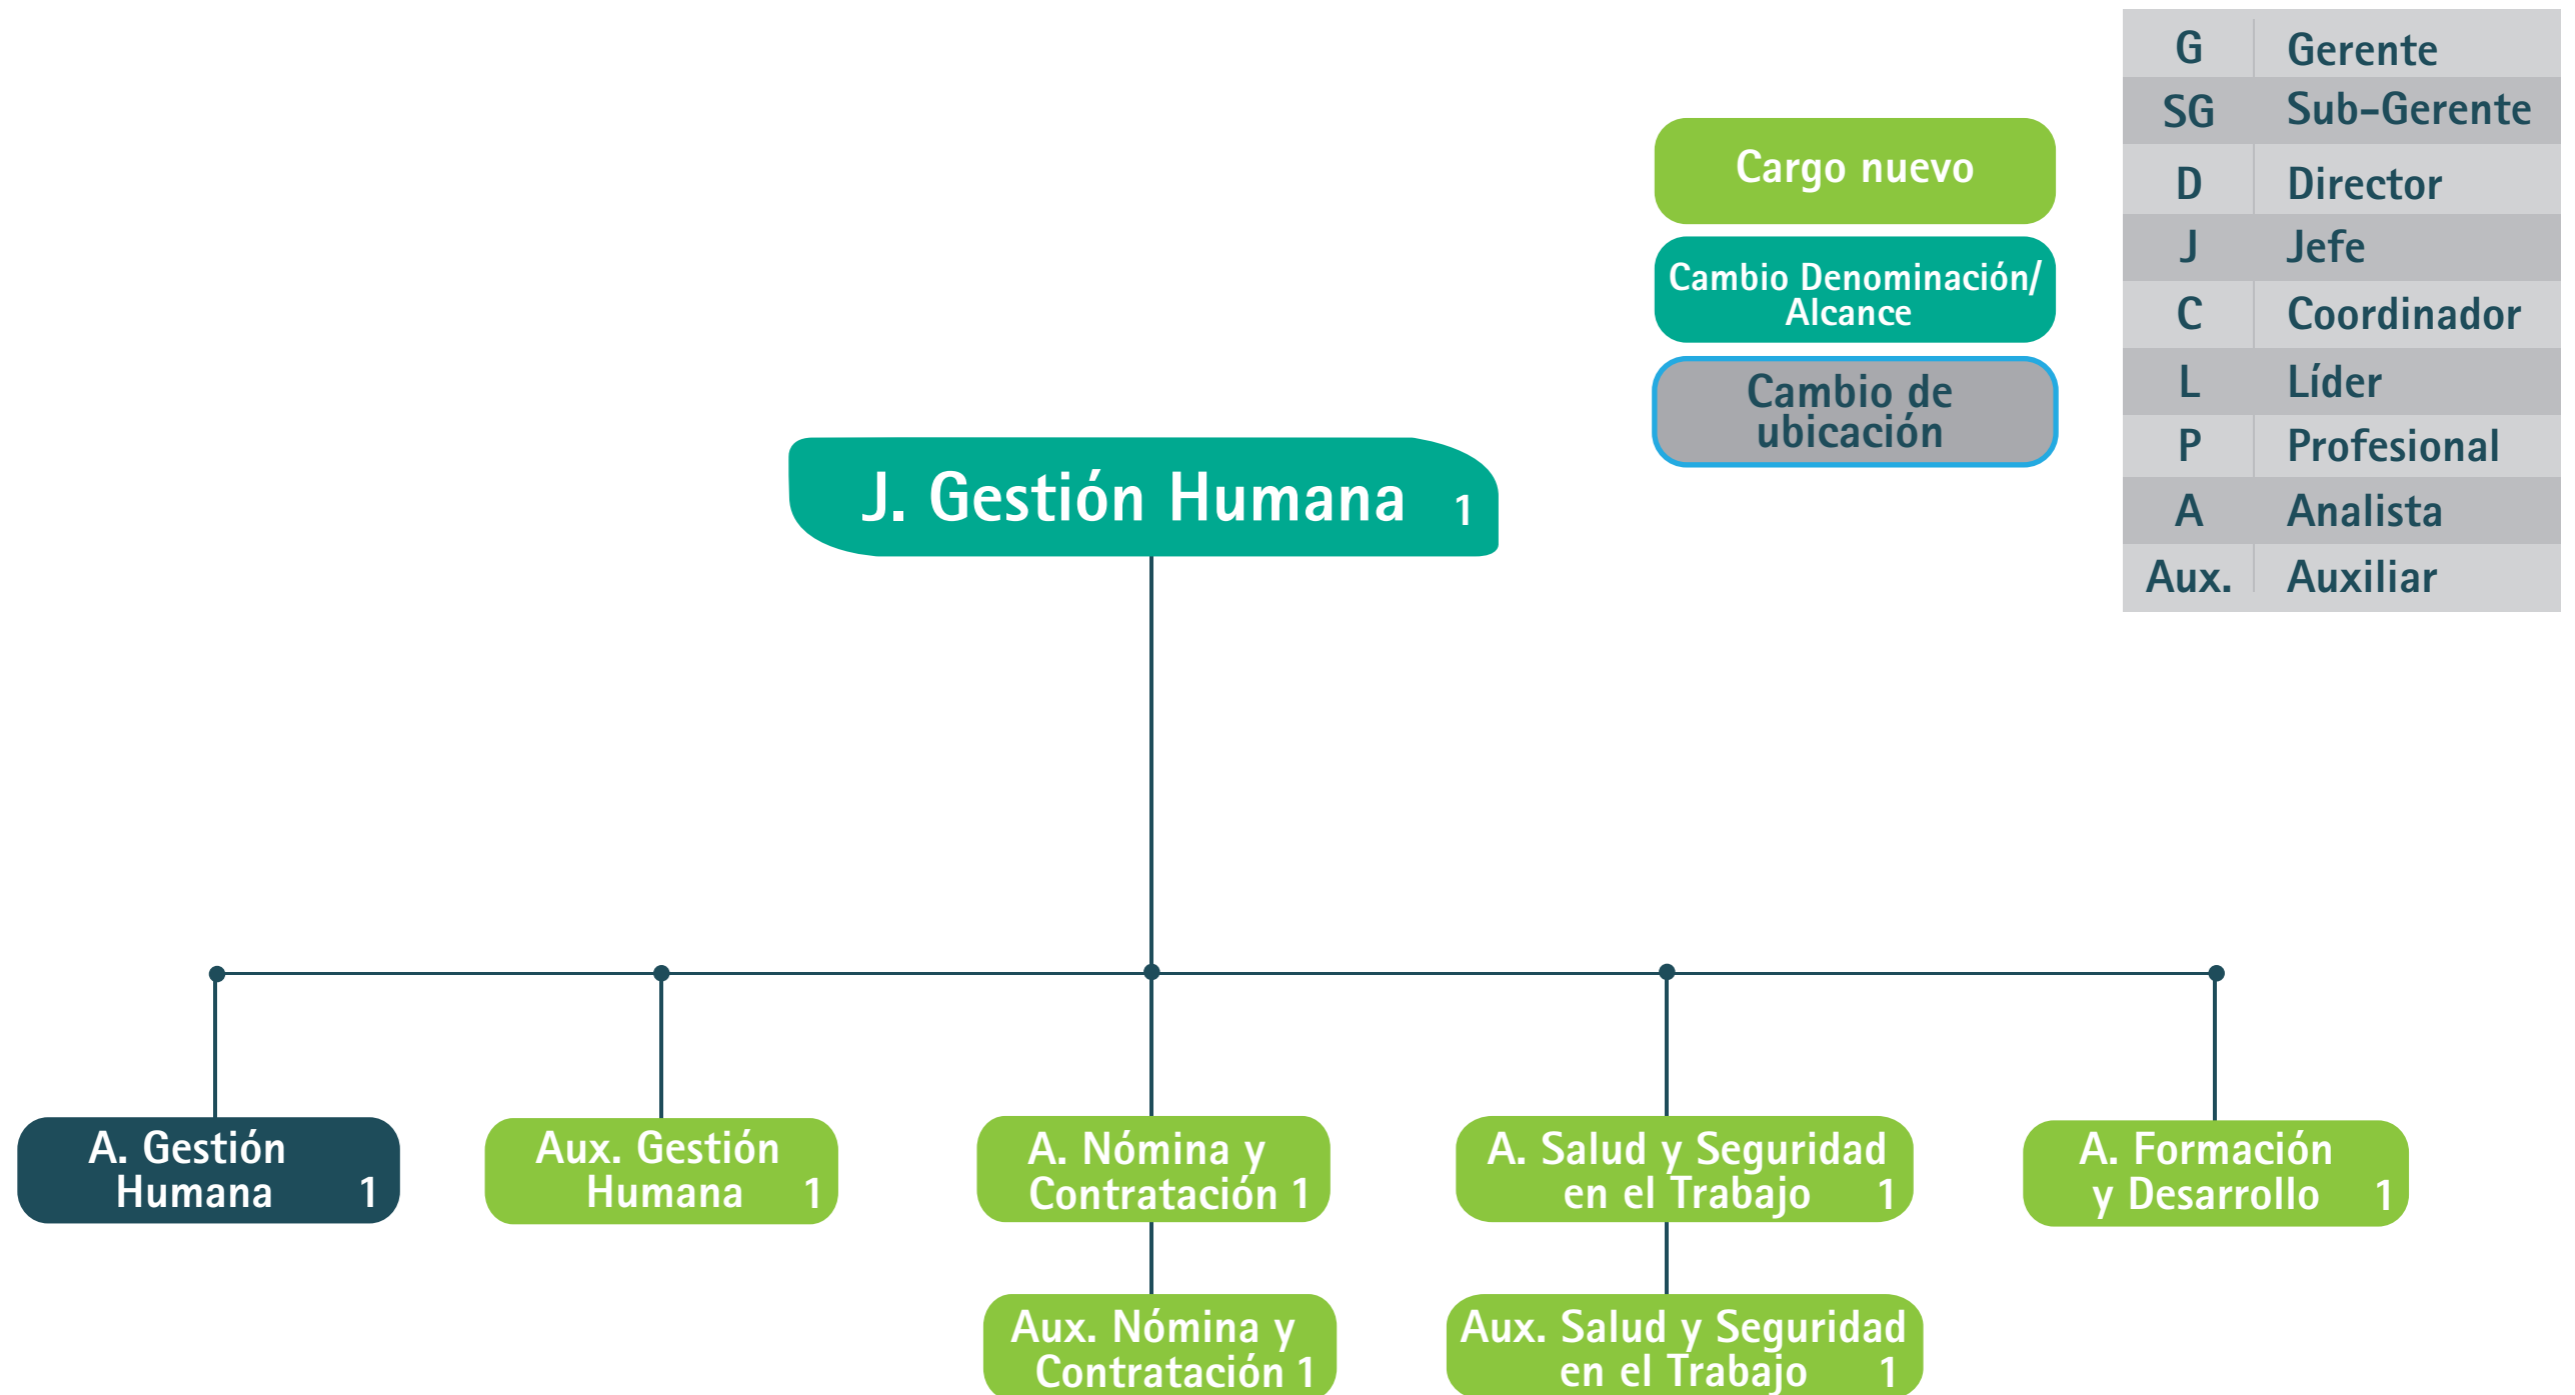 G Gerente
SG Sub-Gerente
D Director
J Jefe
C Coordinador
L Líder
P Profesional
A Analista
Aux. Auxiliar
Cargo nuevo
Cambio Denominación/
Alcance
Cambio de
ubicación
J. Gestión Humana 1
A. Gestión
Humana 1
Aux. Gestión
Humana 1
A. Nómina y
Contratación 1
A. Salud y Seguridad
en el Trabajo 1
A. Formación
y Desarrollo 1
Aux. Nómina y
Contratación 1
Aux. Salud y Seguridad
en el Trabajo 1